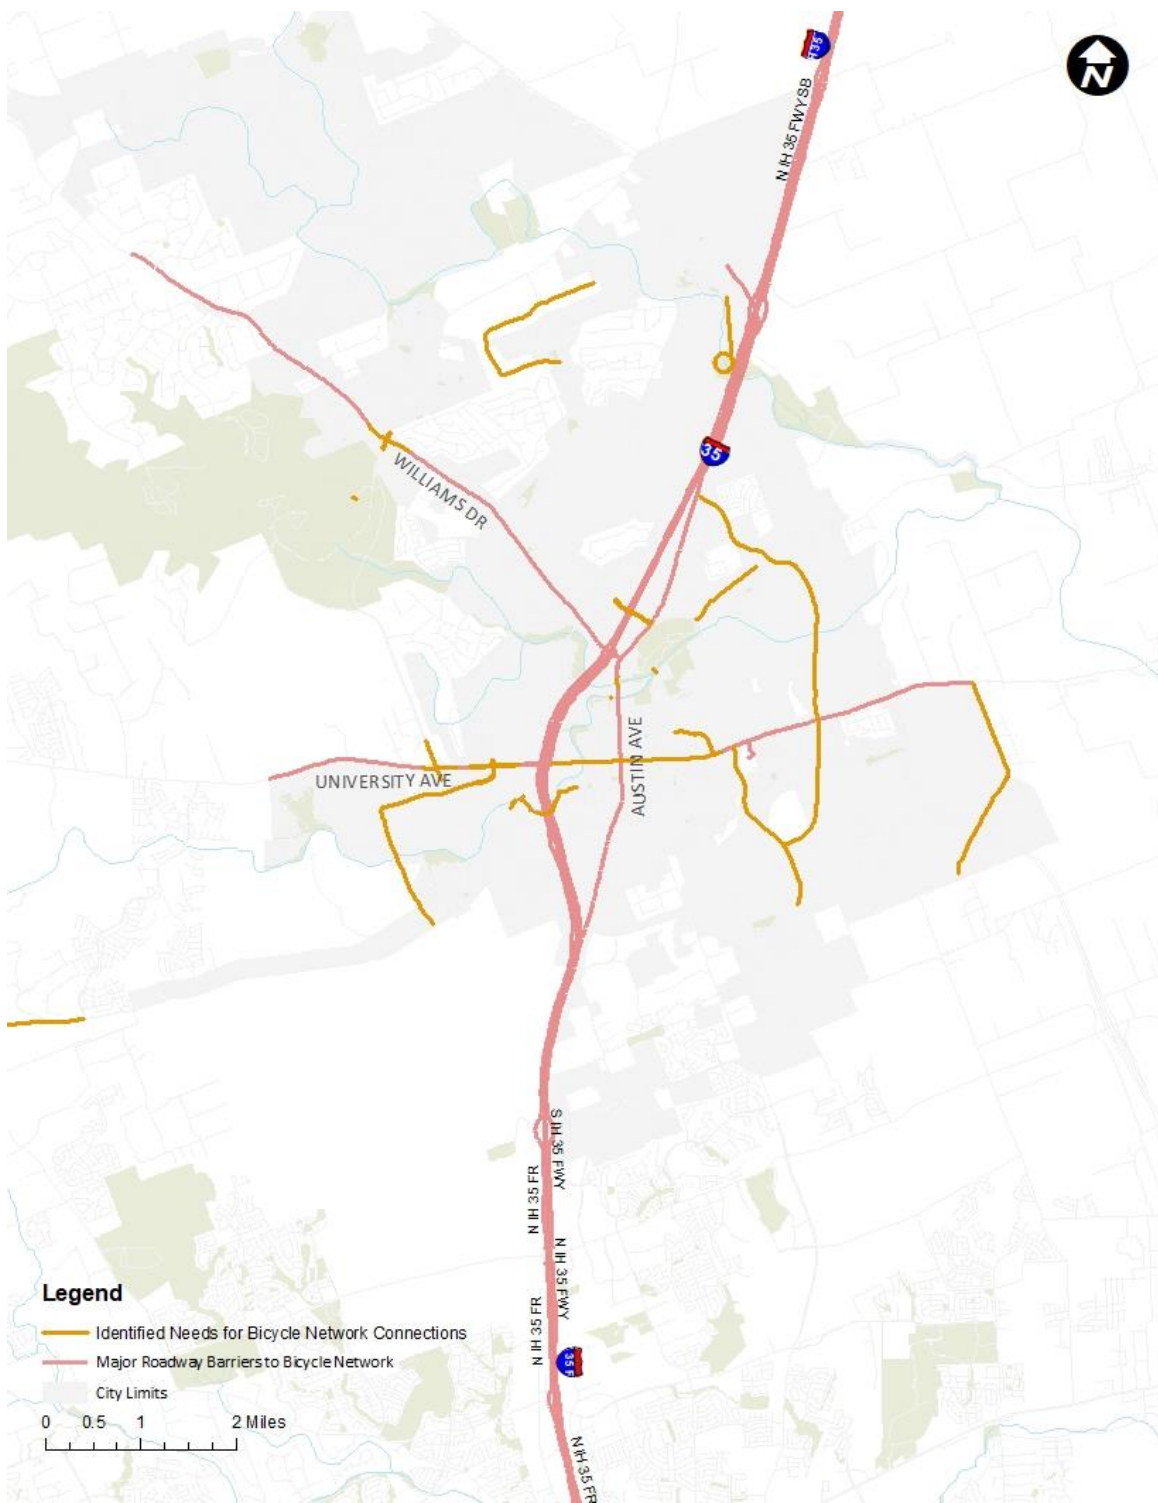 35
N
N IH 35 FWY SB
35
WILLIAMS DR
AUSTIN AVE
UNIVERSITY AVE
S IH 35 FWY
N IH 35 FR
N IH 35 FWY
N IH 35 FR
35
N IH 35 FR
Legend
Identified Needs for Bicycle Network Connections
Major Roadway Barriers to Bicycle Network
City Limits
0 0.5 1 2 Miles